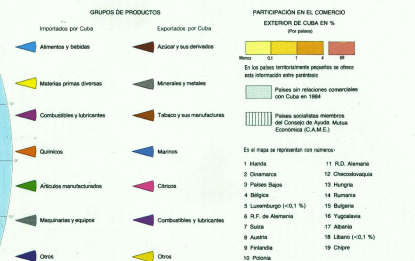 GRUPOS DE PRODUCTOS
Importados por Cuba
Exportados por Cuba
Alimentos y bebidas
Azúcar y sus derivados
Materias primas diversas
Minerales y metales
Combustibles y lubricantes
Tabaco y sus manufacturas
Químicos
Marinos
Artículos manufacturados
Cítricos
Maquinarias y equipos
Combustibles y lubricantes
Otros
Otros
PARTICIPACIÓN EN EL COMERCIO
EXTERIOR DE CUBA EN %
(Por países)
Menos 0,1 1 4 69
En los países territorialmente pequeños se ofrece
esta información entre paréntesis
Países sin relaciones comerciales
con Cuba en 1984
Países socialistas miembros
del Consejo de Ayuda Mutua
Económica (C.A.M.E.)
En el mapa se representan con números:
1 Irlanda
2 Dinamarca
3 Países Bajos
4 Bélgica
5 Luxemburgo (<0,1 %)
6 R.F. de Alemania
7 Suiza
8 Austria
9 Finlandia
10 Polonia
11 R.D. Alemana
12 Checoslovaquia
13 Hungría
14 Rumania
15 Bulgaria
16 Yugoslavia
17 Albania
18 Líbano (<0,1 %)
19 Chipre